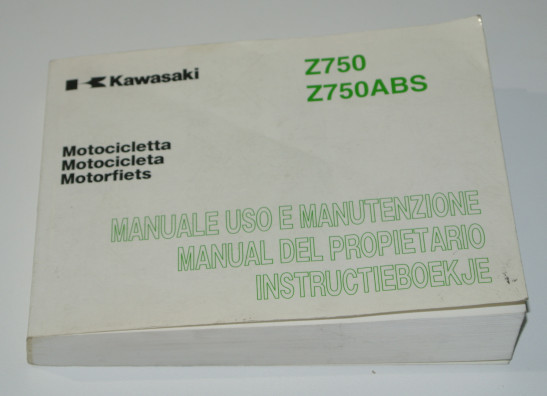 Kawasaki
Z750
Z750ABS
Motocicletta
Motocicleta
Motorfiets
MANUALE USO E MANUTENZIONE
MANUAL DEL PROPIETARIO
INSTRUCTIEBOEKJE